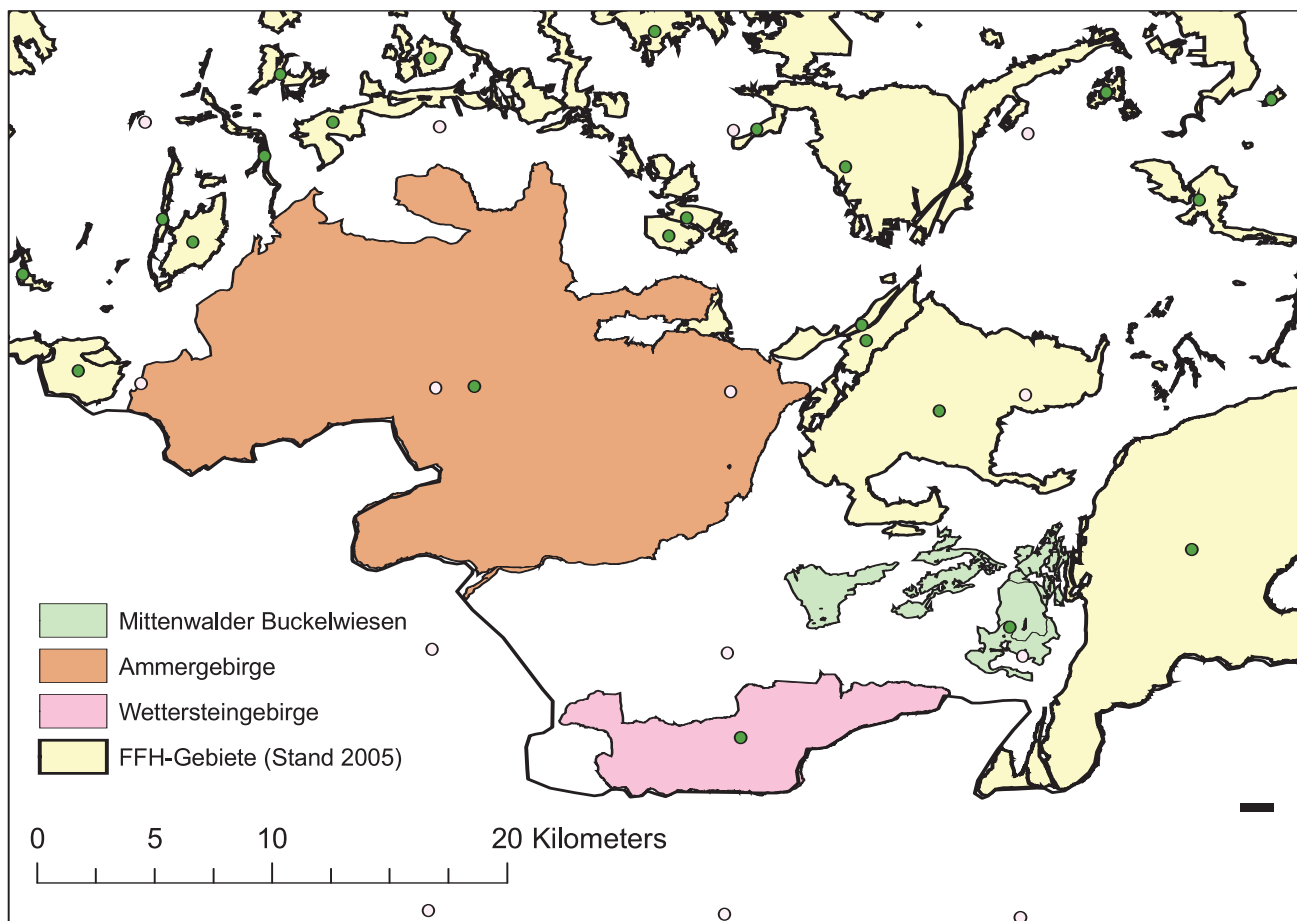 Mittenwalder Buckelwiesen
Ammergebirge
Wettersteingebirge
FFH-Gebiete (Stand 2005)
0 5 10 20 Kilometers